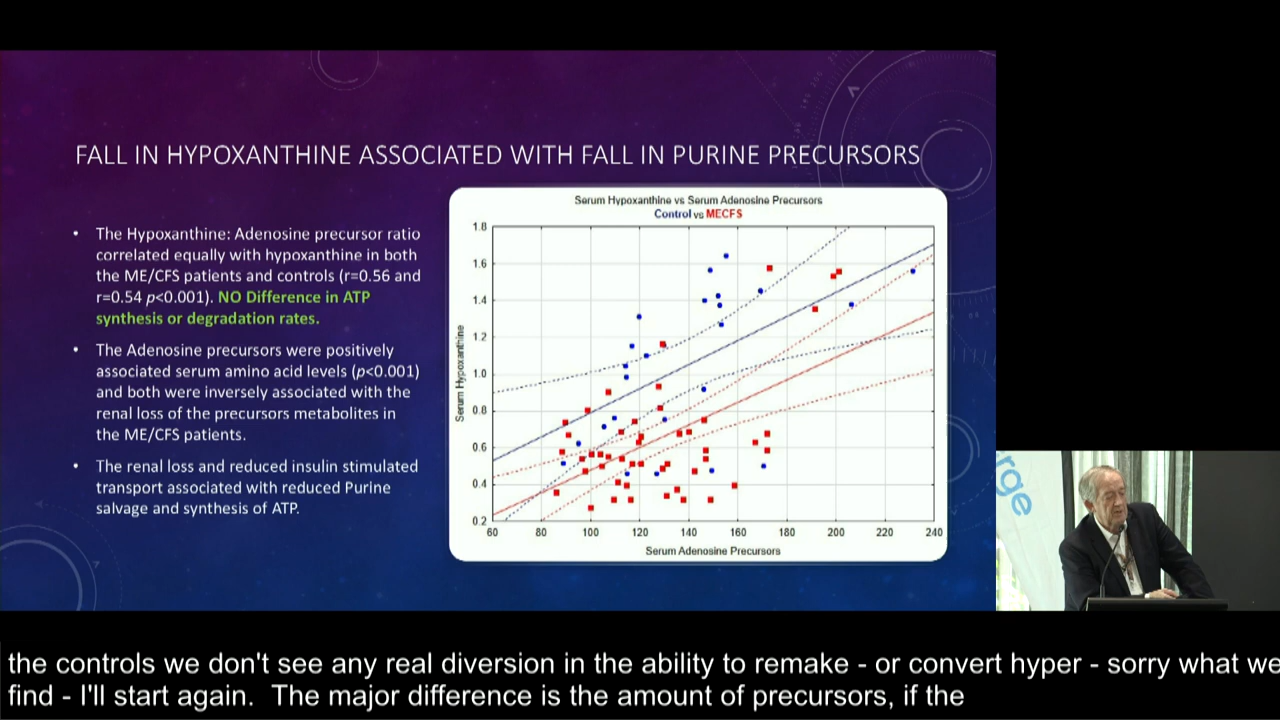 FALL IN HYPOXANTHINE ASSOCIATED WITH FALL IN PURINE PRECURSORS
• The Hypoxanthine: Adenosine precursor ratio
correlated equally with hypoxanthine in both
the ME/CFS patients and controls (r=0.56 and
r=0.54 p<0.001). NO Difference in ATP
synthesis or degradation rates.
• The Adenosine precursors were positively
associated serum amino acid levels (p<0.001)
and both were inversely associated with the
renal loss of the precursors metabolites in
the ME/CFS patients.
• The renal loss and reduced insulin stimulated
transport associated with reduced Purine
salvage and synthesis of ATP.
Serum Hypoxanthine vs Serum Adenosine Precursors
Control vs MECFS
Serum Hypoxanthine
1.8
1.6
1.4
1.2
1.0
0.8
0.6
0.4
0.2
60 80 100 120 140 160 180 200 220 240
Serum Adenosine Precursors
rge
the controls we don't see any real diversion in the ability to remake - or convert hyper - sorry what we
find - I'll start again. The major difference is the amount of precursors, if the